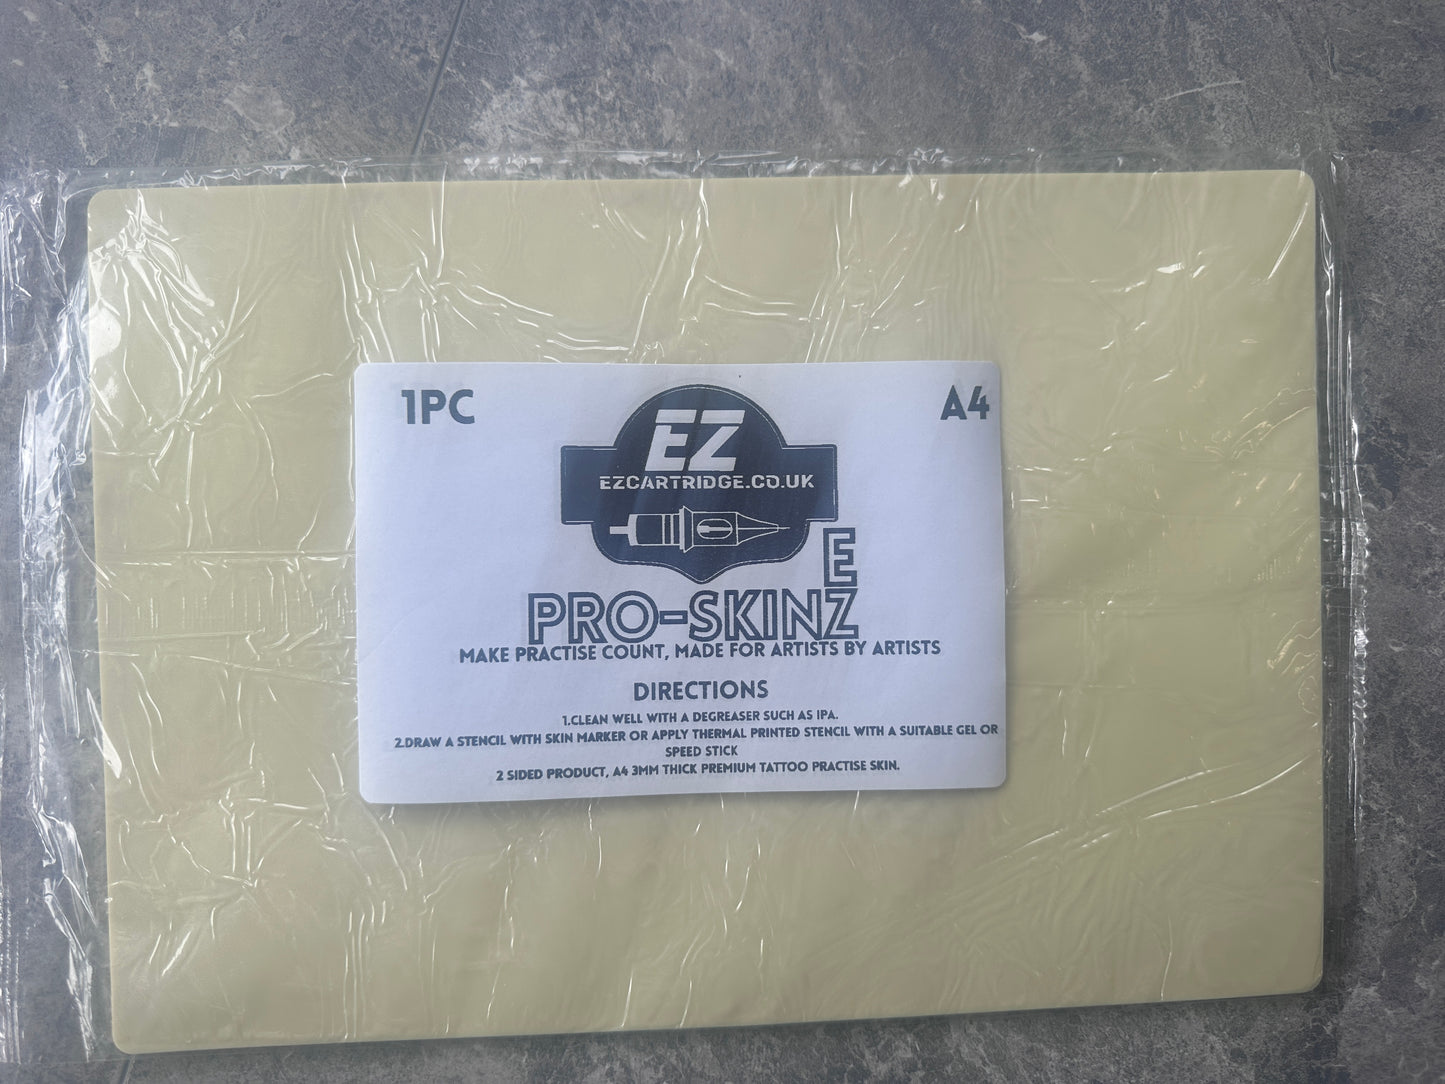 1PC
A4
EZ
EZCARTRIDGE.CO.UK
E
PRO-SKINZ
MAKE PRACTISE COUNT, MADE FOR ARTISTS BY ARTISTS
DIRECTIONS
1.CLEAN WELL WITH A DEGREASER SUCH AS IPA.
2.DRAW A STENCIL WITH SKIN MARKER OR APPLY THERMAL PRINTED STENCIL WITH A SUITABLE GEL OR
SPEED STICK
2 SIDED PRODUCT, A4 3MM THICK PREMIUM TATTOO PRACTISE SKIN.